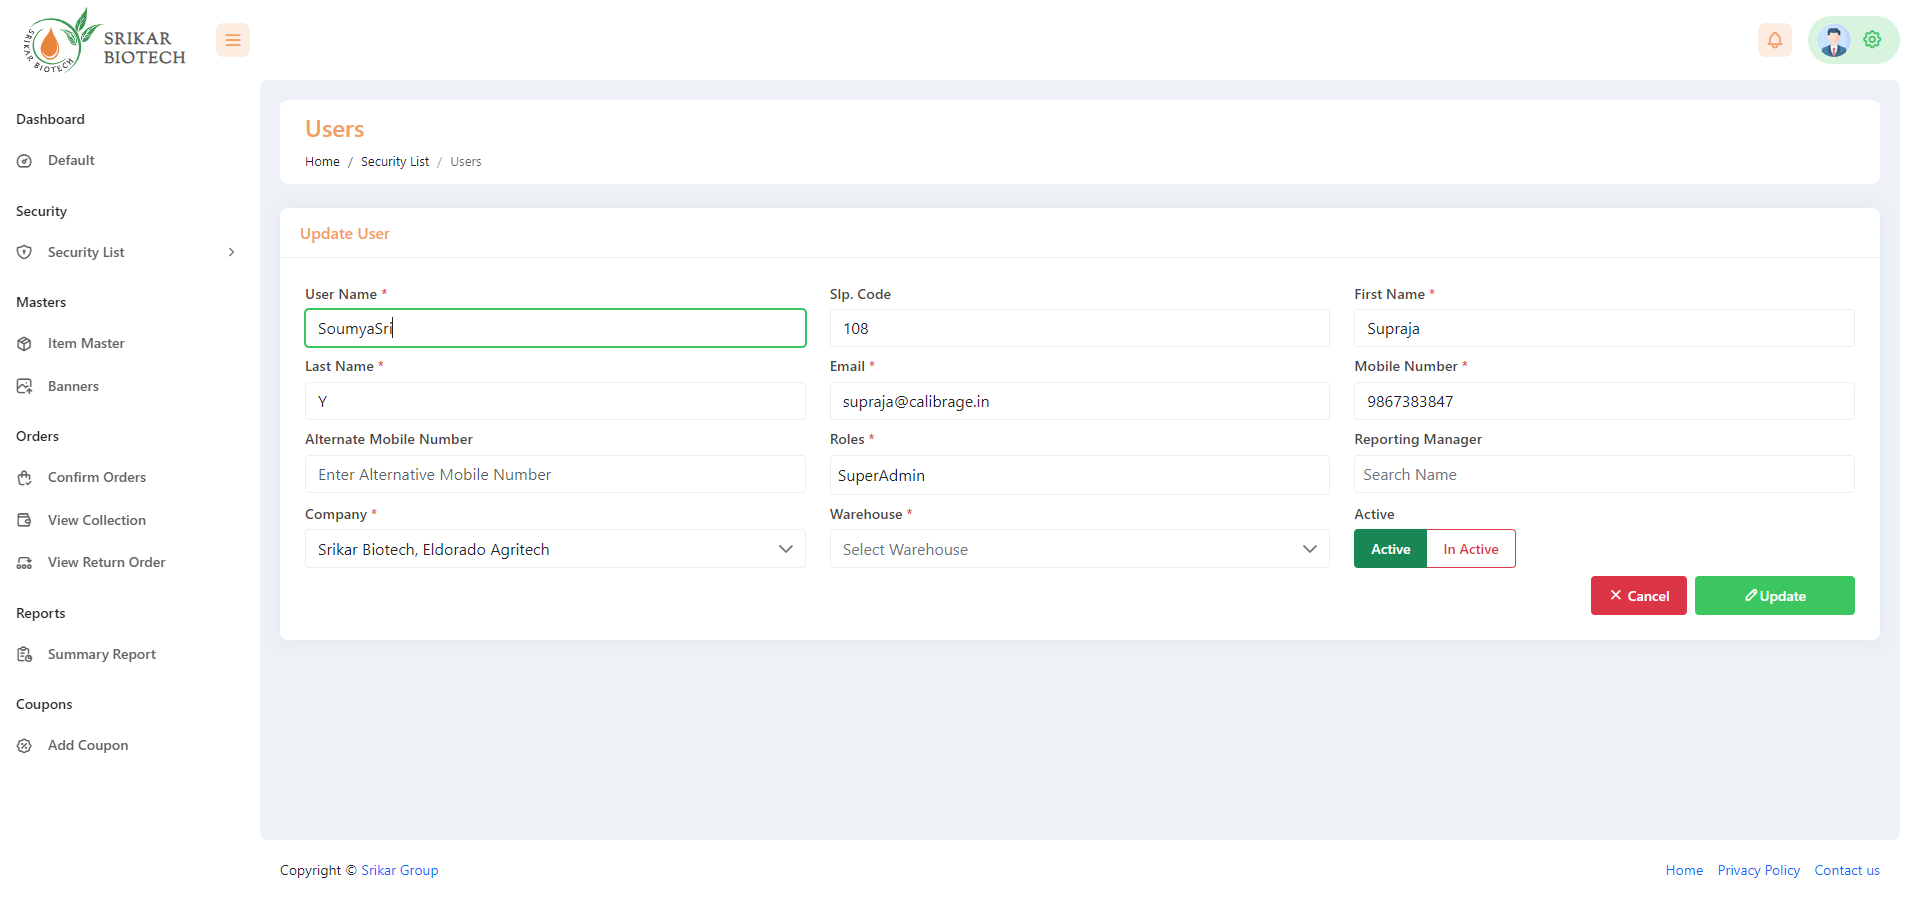 SRIKAR BIOTECH
SRIKAR
BIOTECH
Dashboard
Default
Security
Security List
Masters
Item Master
Banners
Orders
Confirm Orders
View Collection
View Return Order
Reports
Summary Report
Coupons
Add Coupon
Users
Home / Security List / Users
Update User
User Name * Slp. Code First Name *
SoumyaSri 108 Supraja
Last Name * Email * Mobile Number *
Y supraja@calibrage.in 9867383847
Alternate Mobile Number Roles * Reporting Manager
Enter Alternative Mobile Number SuperAdmin Search Name
Company * Warehouse * Active
Srikar Biotech, Eldorado Agritech Select Warehouse Active In Active
Cancel Update
Copyright © Srikar Group Home Privacy Policy Contact us